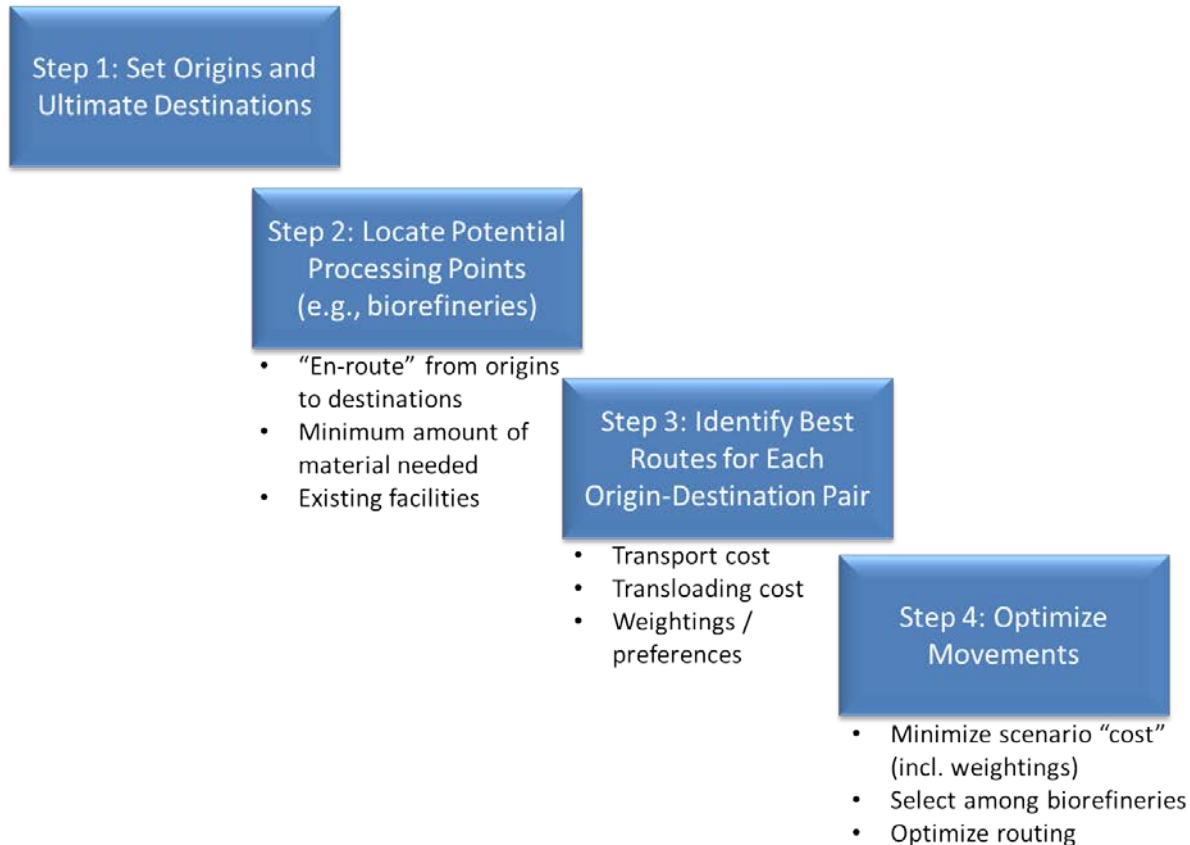 Step 1: Set Origins and
Ultimate Destinations
Step 2: Locate Potential
Processing Points
(e.g., biorefineries)
• “En-route” from origins
to destinations
• Minimum amount of
material needed
• Existing facilities
Step 3: Identify Best
Routes for Each
Origin-Destination Pair
• Transport cost
• Transloading cost
• Weightings /
preferences
Step 4: Optimize
Movements
• Minimize scenario “cost”
(incl. weightings)
• Select among biorefineries
• Optimize routing